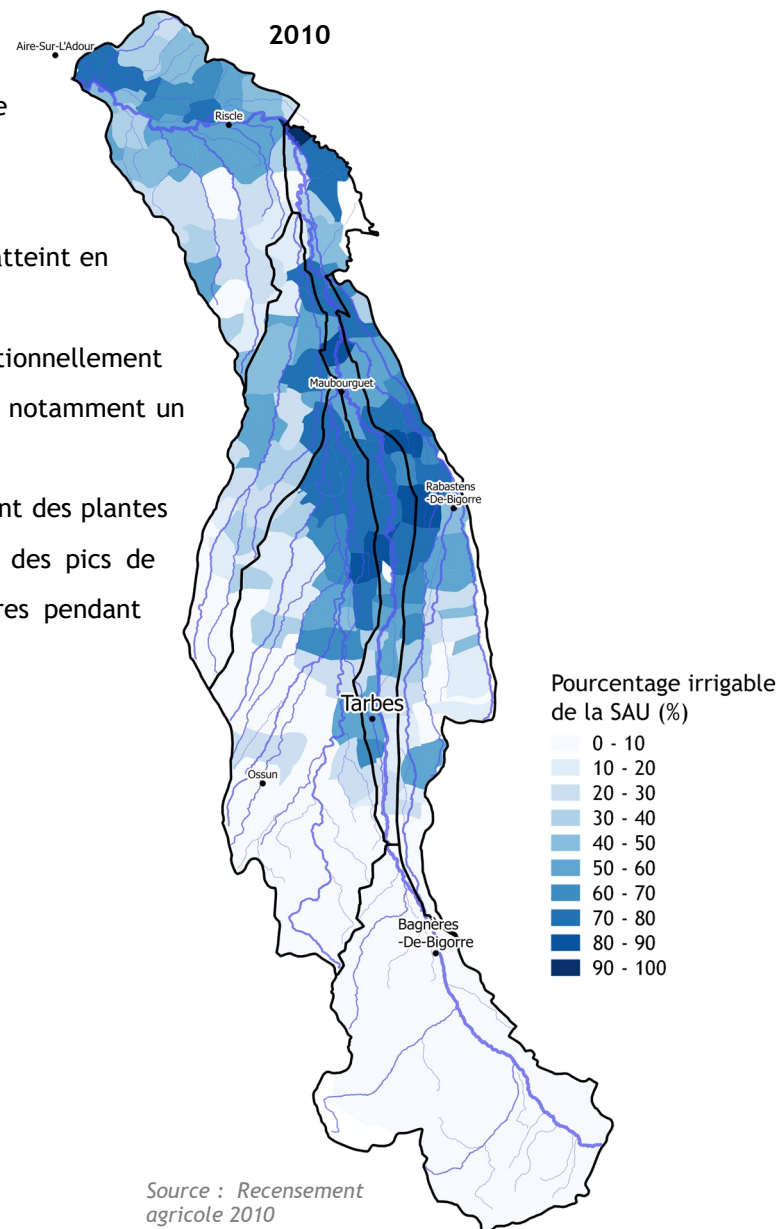 2010
Aire-Sur-L'Adour
e
Riscle
atteint en
tionnellement
notamment un
Maubourguet
nt des plantes
Rabastens
-De-Bigorre
des pics de
res pendant
Tarbes
Ossun
Bagnères
-De-Bigorre
Pourcentage irrigable
de la SAU (%)
0 - 10
10 - 20
20 - 30
30 - 40
40 - 50
50 - 60
60 - 70
70 - 80
80 - 90
90 - 100
Source : Recensement
agricole 2010